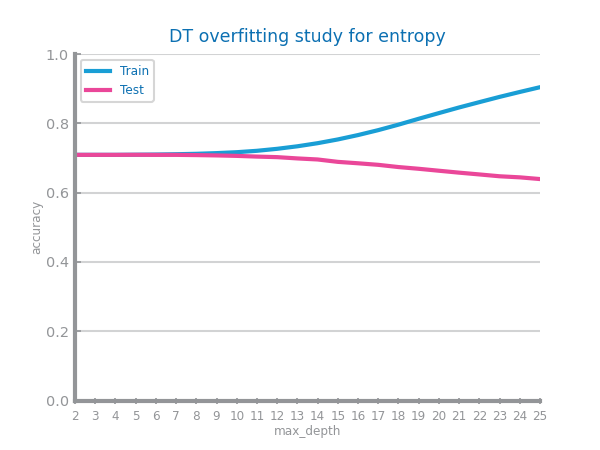 DT overfitting study for entropy
1.0
Train
Test
0.8
0.6
accuracy
0.4
0.2
0.0
2 3 4 5 6 7 8 9 10 11 12 13 14 15 16 17 18 19 20 21 22 23 24 25
max_depth